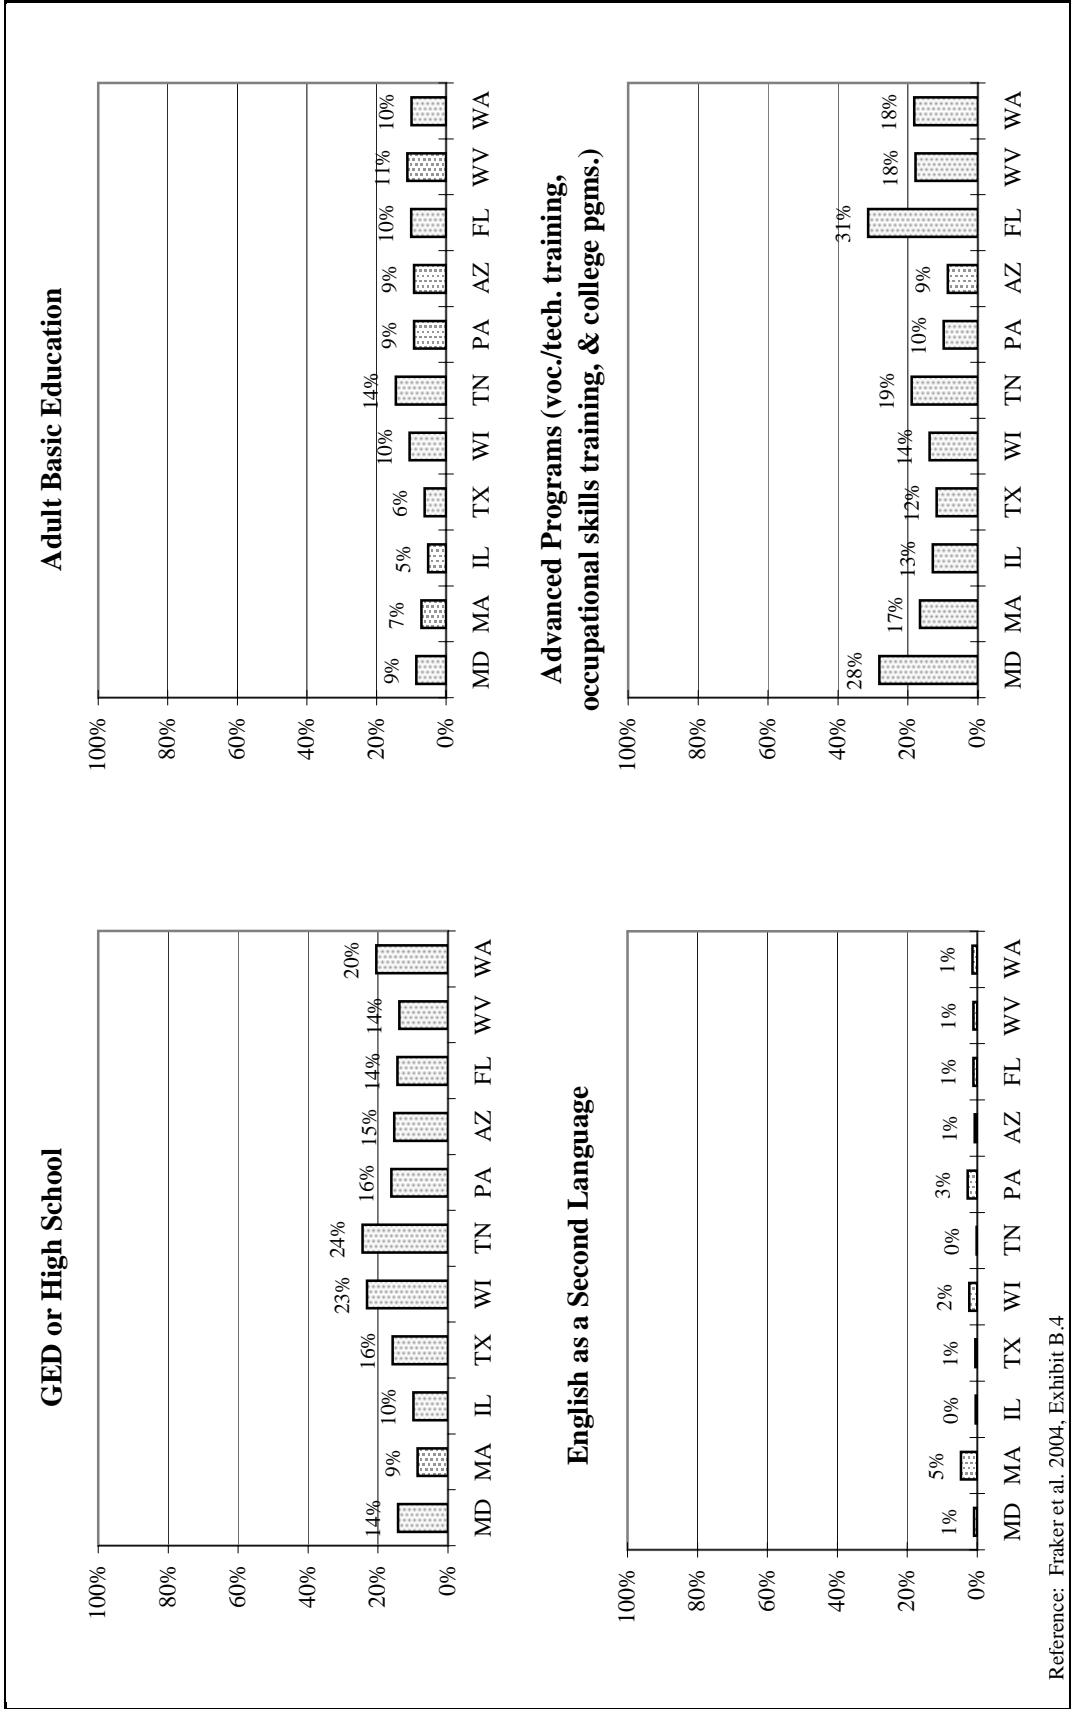 GED or High School
100%
80%
60%
40%
20%
0%
14% 9% 10% 16% 23% 24% 16% 15% 14% 14% 20%
MD MA IL TX WI TN PA AZ FL WV WA
Adult Basic Education
100%
80%
60%
40%
20%
0%
9% 7% 5% 6% 10% 14% 9% 9% 10% 11% 10%
MD MA IL TX WI TN PA AZ FL WV WA
English as a Second Language
100%
80%
60%
40%
20%
0%
1% 5% 0% 1% 2% 0% 3% 1% 1% 1% 1%
MD MA IL TX WI TN PA AZ FL WV WA
Advanced Programs (voc./tech. training,
occupational skills training, & college pgms.)
100%
80%
60%
40%
20%
0%
28% 17% 13% 12% 14% 19% 10% 9% 31% 18% 18%
MD MA IL TX WI TN PA AZ FL WV WA
Reference: Fraker et al. 2004, Exhibit B.4